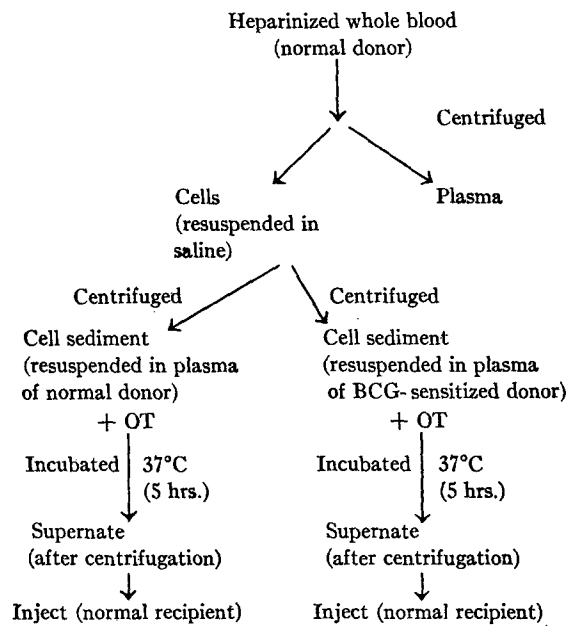 Heparinized whole blood
(normal donor)
Centrifuged
Cells
(resuspended in
saline)
Plasma
Centrifuged
Centrifuged
Cell sediment
(resuspended in plasma
of normal donor)
+ OT
Cell sediment
(resuspended in plasma
of BCG-sensitized donor)
+ OT
Incubated
37°C
(5 hrs.)
Incubated
37°C
(5 hrs.)
Supernate
(after centrifugation)
Supernate
(after centrifugation)
Inject (normal recipient)
Inject (normal recipient)